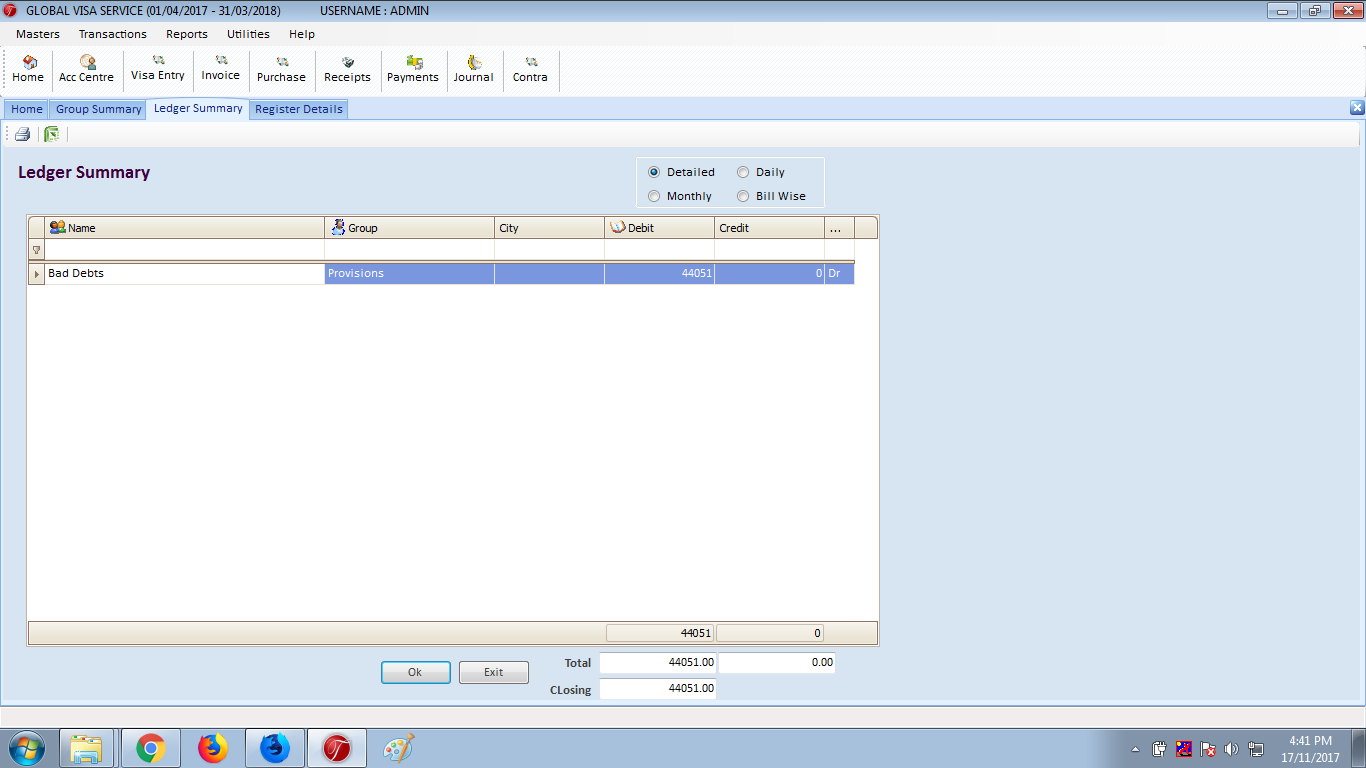 GLOBAL VISA SERVICE (01/04/2017 - 31/03/2018) USERNAME : ADMIN
Masters Transactions Reports Utilities Help
Home Acc Centre Visa Entry Invoice Purchase Receipts Payments Journal Contra
Home Group Summary Ledger Summary Register Details
Ledger Summary
Detailed Daily
Monthly Bill Wise
Name Group City Debit Credit ...
Bad Debts Provisions 44051 0 Dr
44051 0
Total 44051.00 0.00
Ok Exit
CLosing 44051.00
4:41 PM
17/11/2017